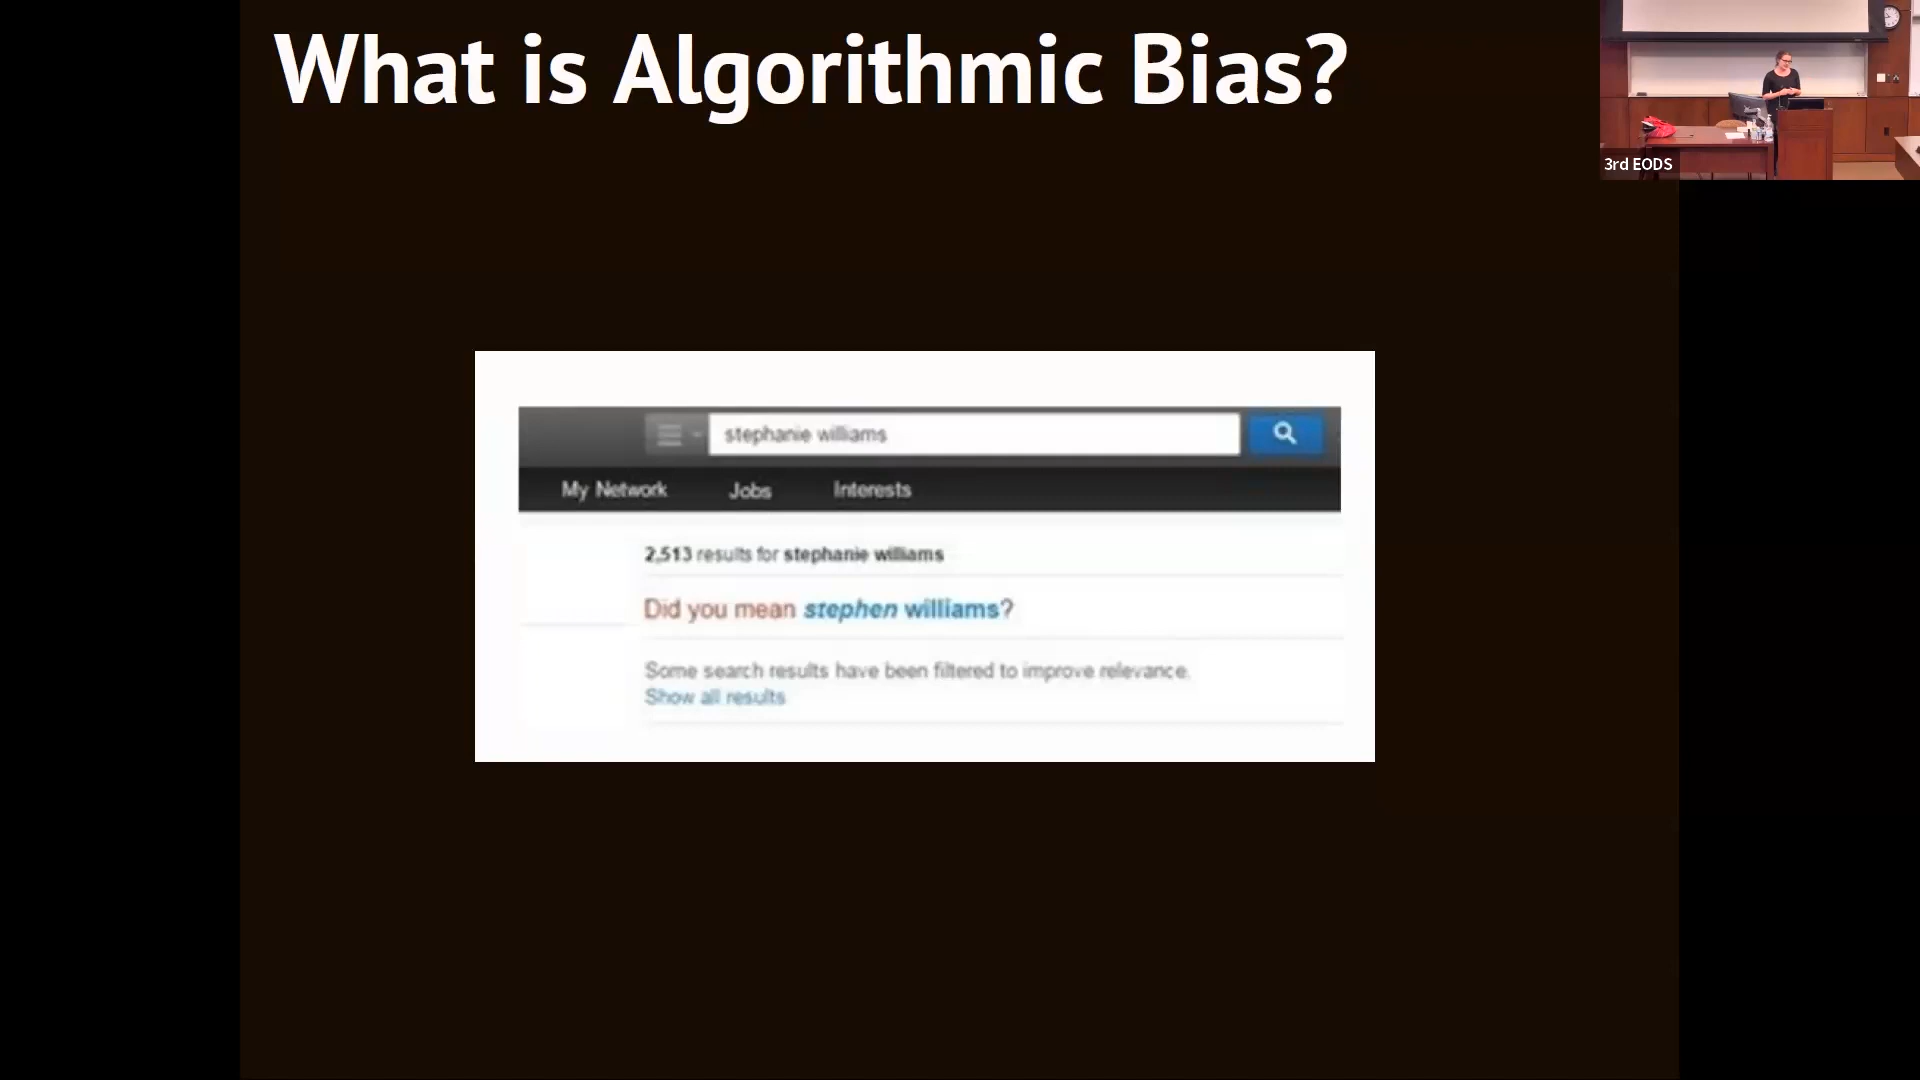 What is Algorithmic Bias?
3rd EODS
stephanie williams
My Network Jobs Interests
2,513 results for stephanie williams
Did you mean stephen williams?
Some search results have been filtered to improve relevance.
Show all results